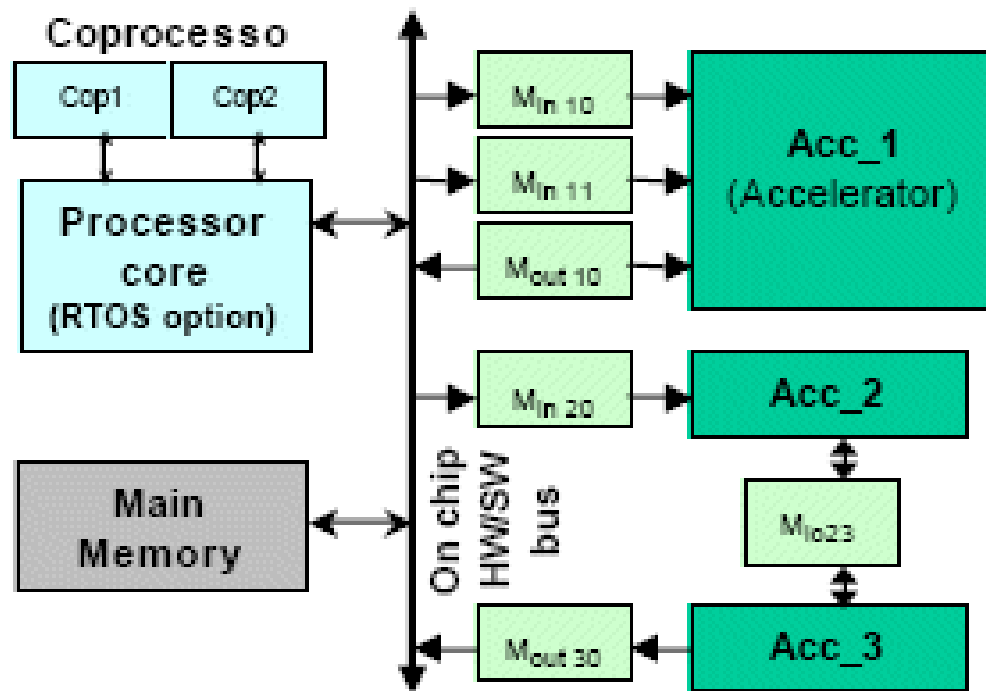 Coprocesso
Cop1
Cop2
Processor
core
(RTOS option)
Main
Memory
On chip
HW/SW
bus
Min 10
Min 11
Mout 10
Min 20
Mio23
Mout 30
Acc_1
(Accelerator)
Acc_2
Acc_3